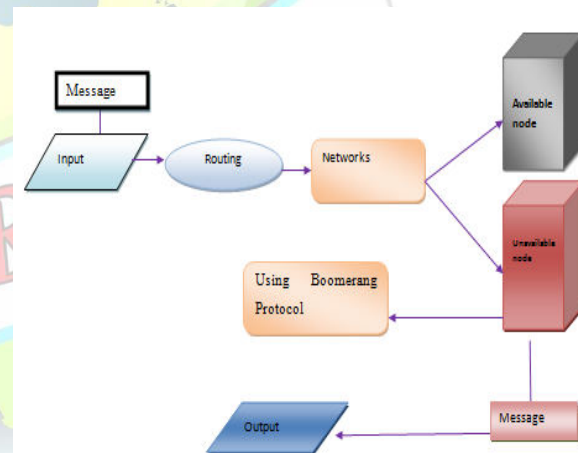 Message
Input
Routing
Networks
Available
node
Unavailable
node
Using Boomerang
Protocol
Message
Output